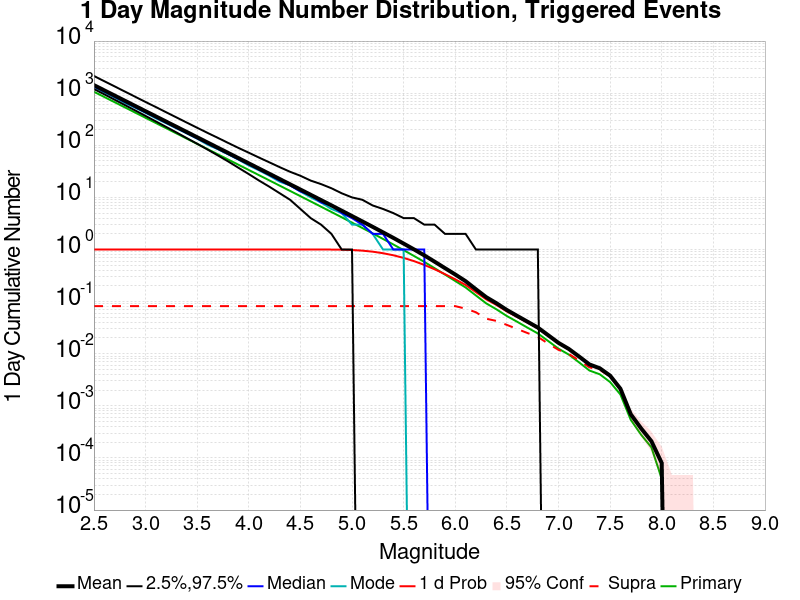 1 Day Magnitude Number Distribution, Triggered Events
1 Day Cumulative Number
10^4
10^3
10^2
10^1
10^0
10^-1
10^-2
10^-3
10^-4
10^-5
2.5 3.0 3.5 4.0 4.5 5.0 5.5 6.0 6.5 7.0 7.5 8.0 8.5 9.0
Magnitude
Mean 2.5%,97.5% Median Mode 1 d Prob 95% Conf Supra Primary